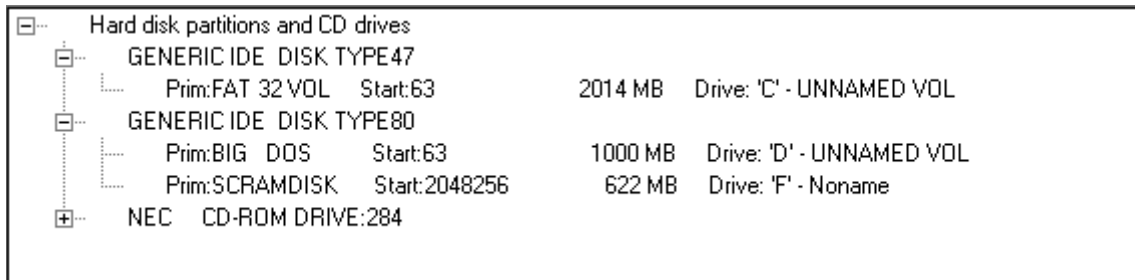 Hard disk partitions and CD drives
GENERIC IDE DISK TYPE47
Prim:FAT 32 VOL Start:63 2014 MB Drive: 'C' - UNNAMED VOL
GENERIC IDE DISK TYPE80
Prim:BIG DOS Start:63 1000 MB Drive: 'D' - UNNAMED VOL
Prim:SCRAMDISK Start:2048256 622 MB Drive: 'F' - Noname
NEC CD-ROM DRIVE:284